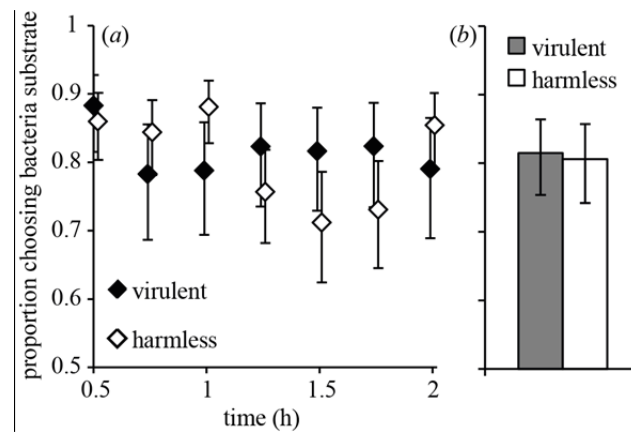 (a)
(b)
proportion choosing bacteria substrate
1
0.9
0.8
0.7
0.6
0.5
virulent
harmless
0.5
1
1.5
2
time (h)
virulent
harmless